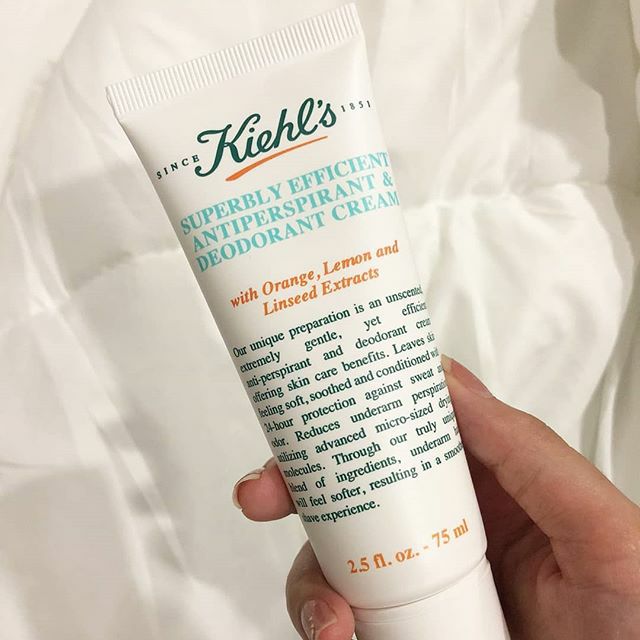 SINCE Kiehl's 1851
SUPERBLY EFFICIENT
ANTIPERSPIRANT &
DEODORANT CREAM
with Orange, Lemon and
Linseed Extracts
Our unique preparation is an unscented
extremely gentle, yet efficient
anti-perspirant and deodorant cream
offering skin care benefits. Leaves skin
feeling soft, soothed and conditioned with
24-hour protection against sweat and
odor. Reduces underarm perspiration
utilizing advanced micro-sized drying
molecules. Through our truly unique
blend of ingredients, underarm
will feel softer, resulting in a smooth
shave experience.
2.5 fl. oz. - 75 ml